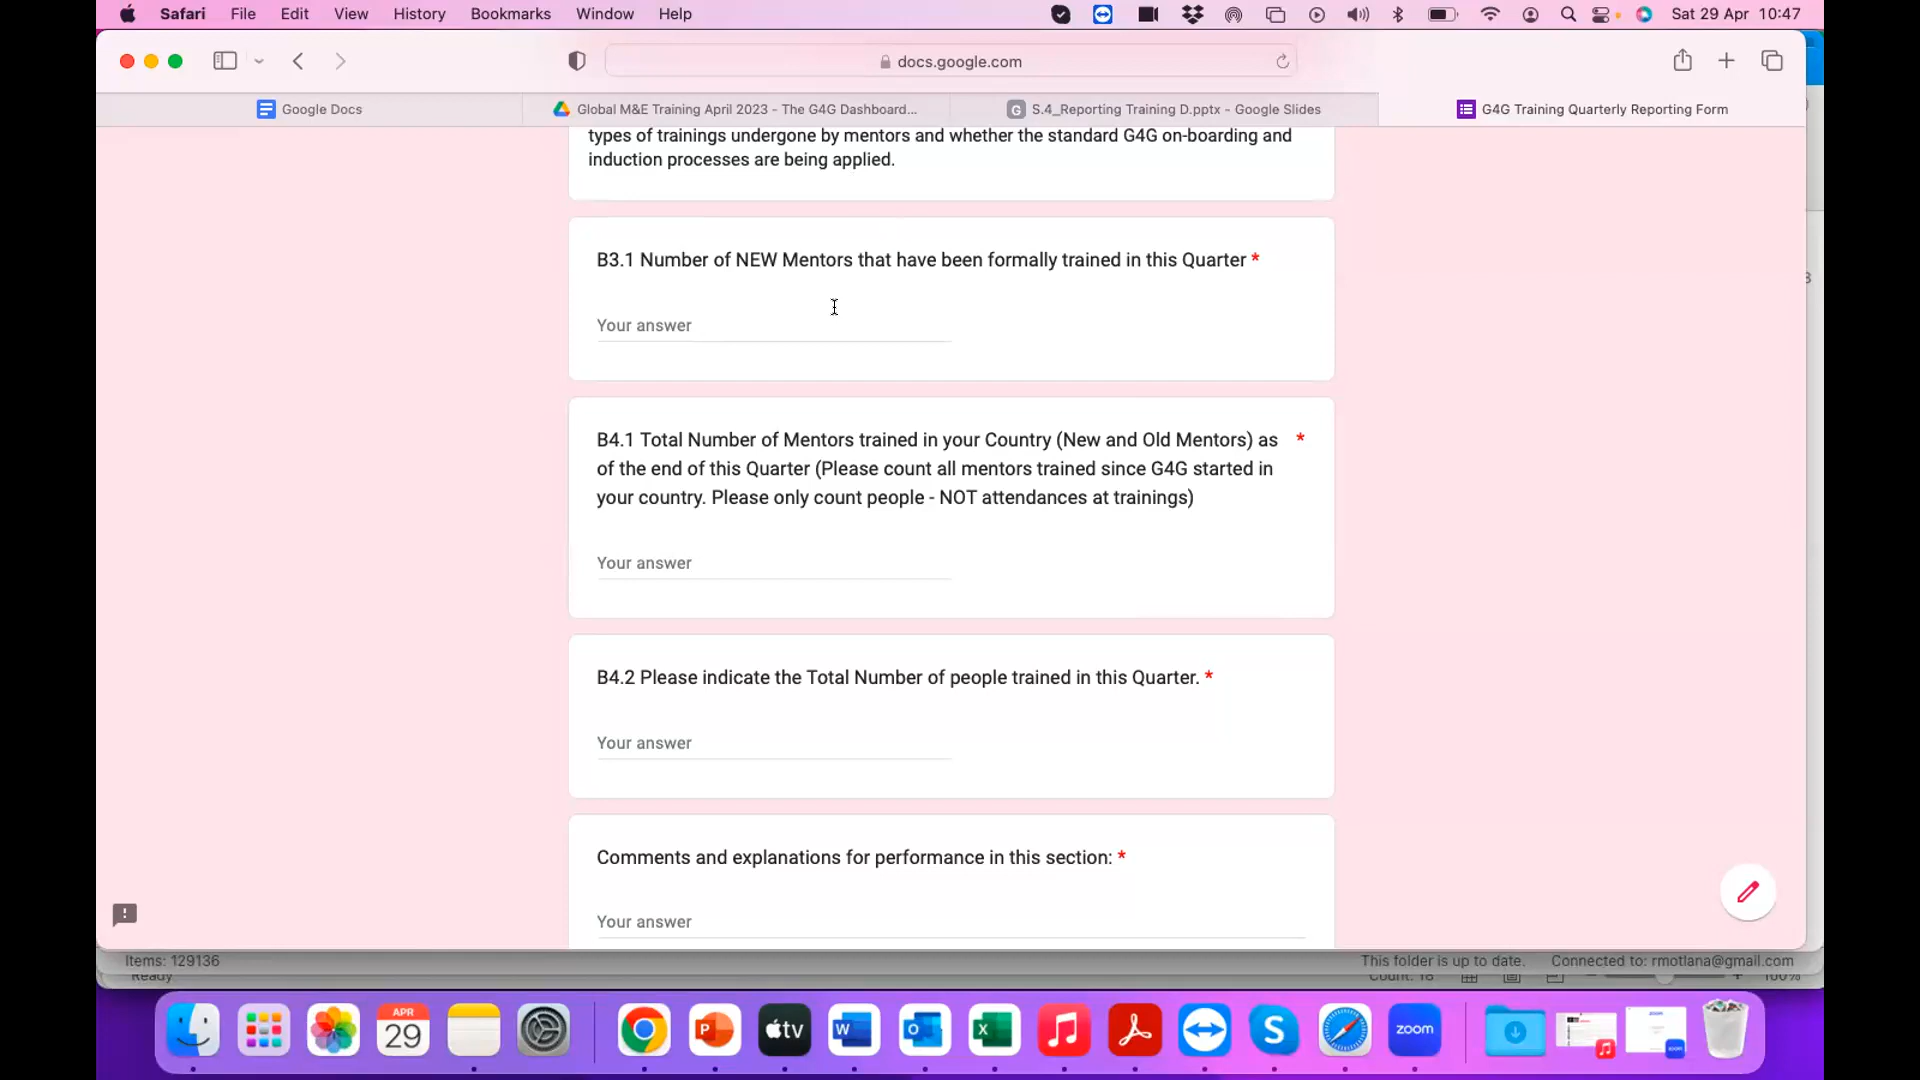 Safari File Edit View History Bookmarks Window Help Sat 29 Apr 10:47
docs.google.com
Google Docs
Global M&E Training April 2023 - The G4G Dashboard...
S.4_Reporting Training D.pptx - Google Slides
G4G Training Quarterly Reporting Form
types of trainings undergone by mentors and whether the standard G4G on-boarding and
induction processes are being applied.
B3.1 Number of NEW Mentors that have been formally trained in this Quarter *
Your answer
B4.1 Total Number of Mentors trained in your Country (New and Old Mentors) as *
of the end of this Quarter (Please count all mentors trained since G4G started in
your country. Please only count people - NOT attendances at trainings)
Your answer
B4.2 Please indicate the Total Number of people trained in this Quarter. *
Your answer
Comments and explanations for performance in this section: *
Your answer
Items: 129136
This folder is up to date. Connected to: rmotlana@gmail.com
Ready
Count: 18
100%
APR
29
P
tv
W
O
X
S
zoom